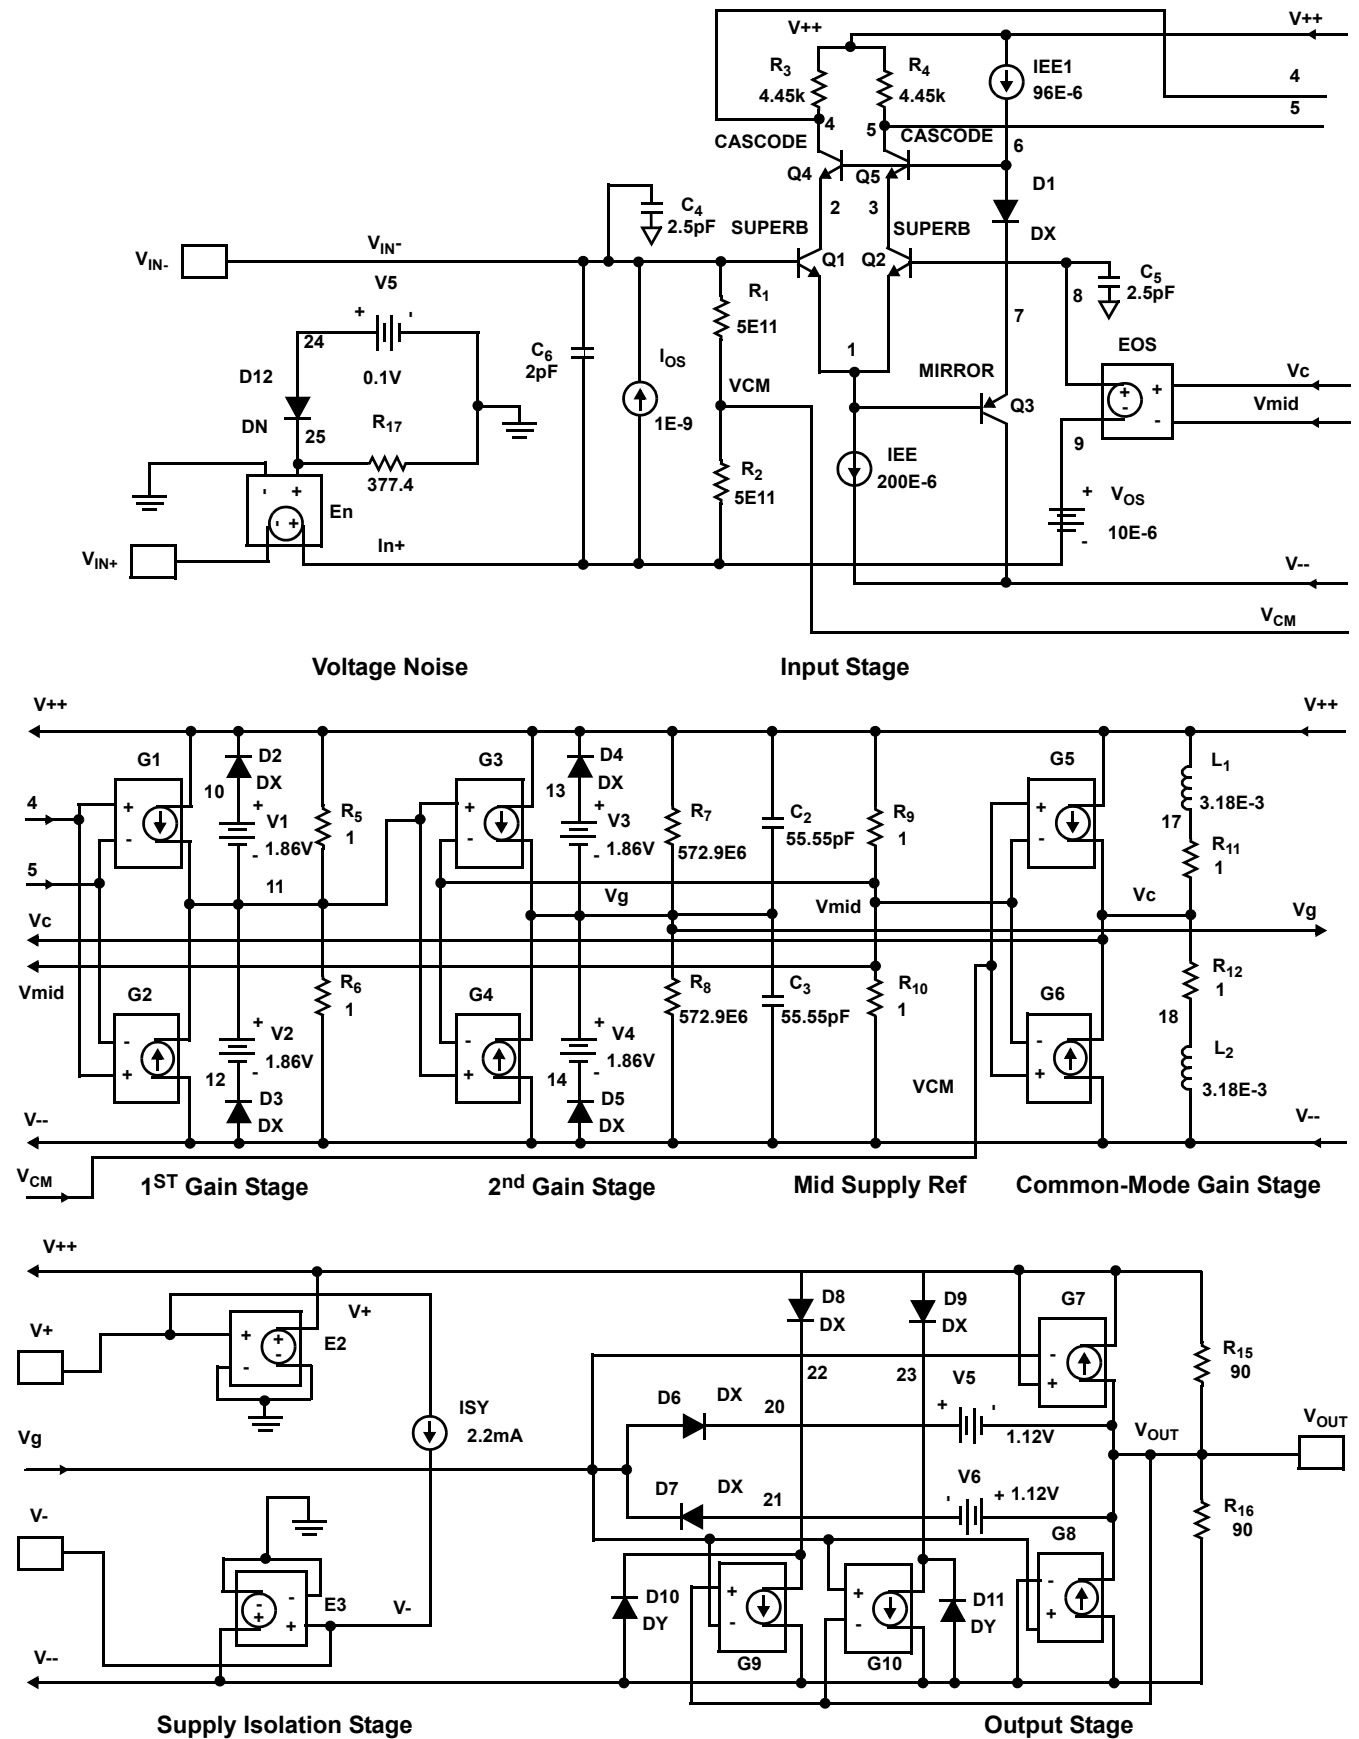 V++
V++
R3
4.45k
R4
4.45k
IEE1
96E-6
4
5
4
5
6
CASCODE
CASCODE
Q4
Q5
D1
DX
2
3
C4
2.5pF
SUPERB
SUPERB
VIN-
VIN-
Q1
Q2
C5
2.5pF
8
V5
+ -
24
0.1V
R1
5E11
7
1
EOS
C6
2pF
IOS
1E-9
D12
DN
25
R17
377.4
VCM
MIRROR
Q3
+
-
+
-
Vc
Vmid
9
R2
5E11
IEE
200E-6
- +
- +
En
+
VOS
10E-6
-
VIN+
In+
V--
VCM
Voltage Noise
Input Stage
V++
V++
G1
D2
DX
10
+
V1
- 1.86V
R5
1
G3
D4
DX
13
+
V3
- 1.86V
R7
572.9E6
C2
55.55pF
R9
1
G5
L1
3.18E-3
17
R11
1
4
+
-
+
-
+
-
5
11
Vg
Vmid
Vc
Vg
Vc
Vmid
G2
R6
1
G4
R8
572.9E6
C3
55.55pF
R10
1
G6
R12
1
18
-
+
+
V2
- 1.86V
12
D3
DX
-
+
+
V4
- 1.86V
14
D5
DX
-
+
L2
3.18E-3
VCM
V--
V--
VCM
1ST Gain Stage
2nd Gain Stage
Mid Supply Ref
Common-Mode Gain Stage
V++
V+
V+
+
-
+
-
E2
D8
DX
D9
DX
G7
-
+
R15
90
22
23
D6
DX
20
V5
+ -
1.12V
ISY
2.2mA
Vg
VOUT
VOUT
D7
DX
21
V6
- + 1.12V
R16
90
V-
G8
-
+
-
+
-
+
E3
V-
D10
DY
+
-
+
-
D11
DY
G9
G10
V--
Supply Isolation Stage
Output Stage